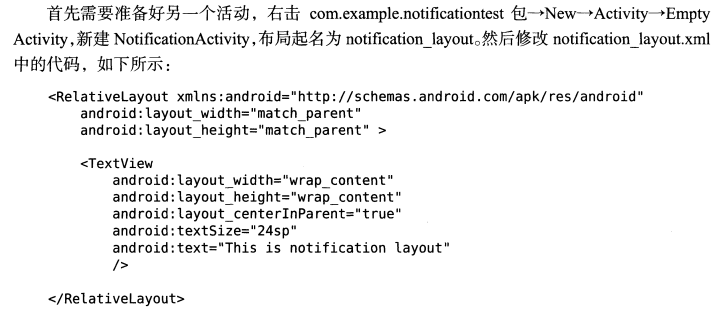 首先需要准备好另一个活动，右击 com.example.notificationtest 包→New→Activity→Empty
Activity,新建 NotificationActivity,布局起名为 notification_layout。然后修改 notification_layout.xml
中的代码，如下所示：
<RelativeLayout xmlns:android="http://schemas.android.com/apk/res/android"
    android:layout_width="match_parent"
    android:layout_height="match_parent" >

    <TextView
        android:layout_width="wrap_content"
        android:layout_height="wrap_content"
        android:layout_centerInParent="true"
        android:textSize="24sp"
        android:text="This is notification layout"
        />

</RelativeLayout>